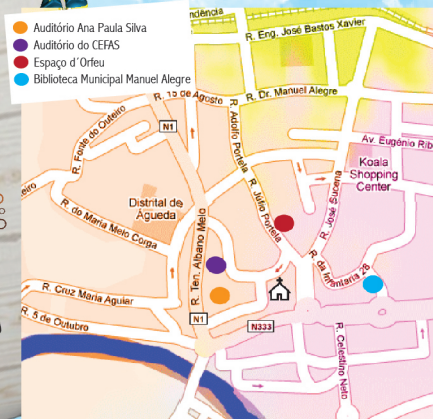 Auditório Ana Paula Silva
Auditório do CEFAS
Espaço d´Orfeu
Biblioteca Municipal Manuel Alegre
ndência
R. Eng. José Bastos Xavier
R. 15 de Agosto
R. Dr. Manuel Alegre
N1
R. Adolfo Portela
Av. Eugénio Rib
R. Fonte do Outeiro
Koala
Shopping
Center
R. Júlio Portela
R. José Sucena
Distrital de
Águeda
R. do Maria Melo Corga
R. Ten. Albano Melo
R. da Infantaria 28
R. Cruz Maria Aguiar
R. 5 de Outubro
N1
N333
R. Celestino Neto